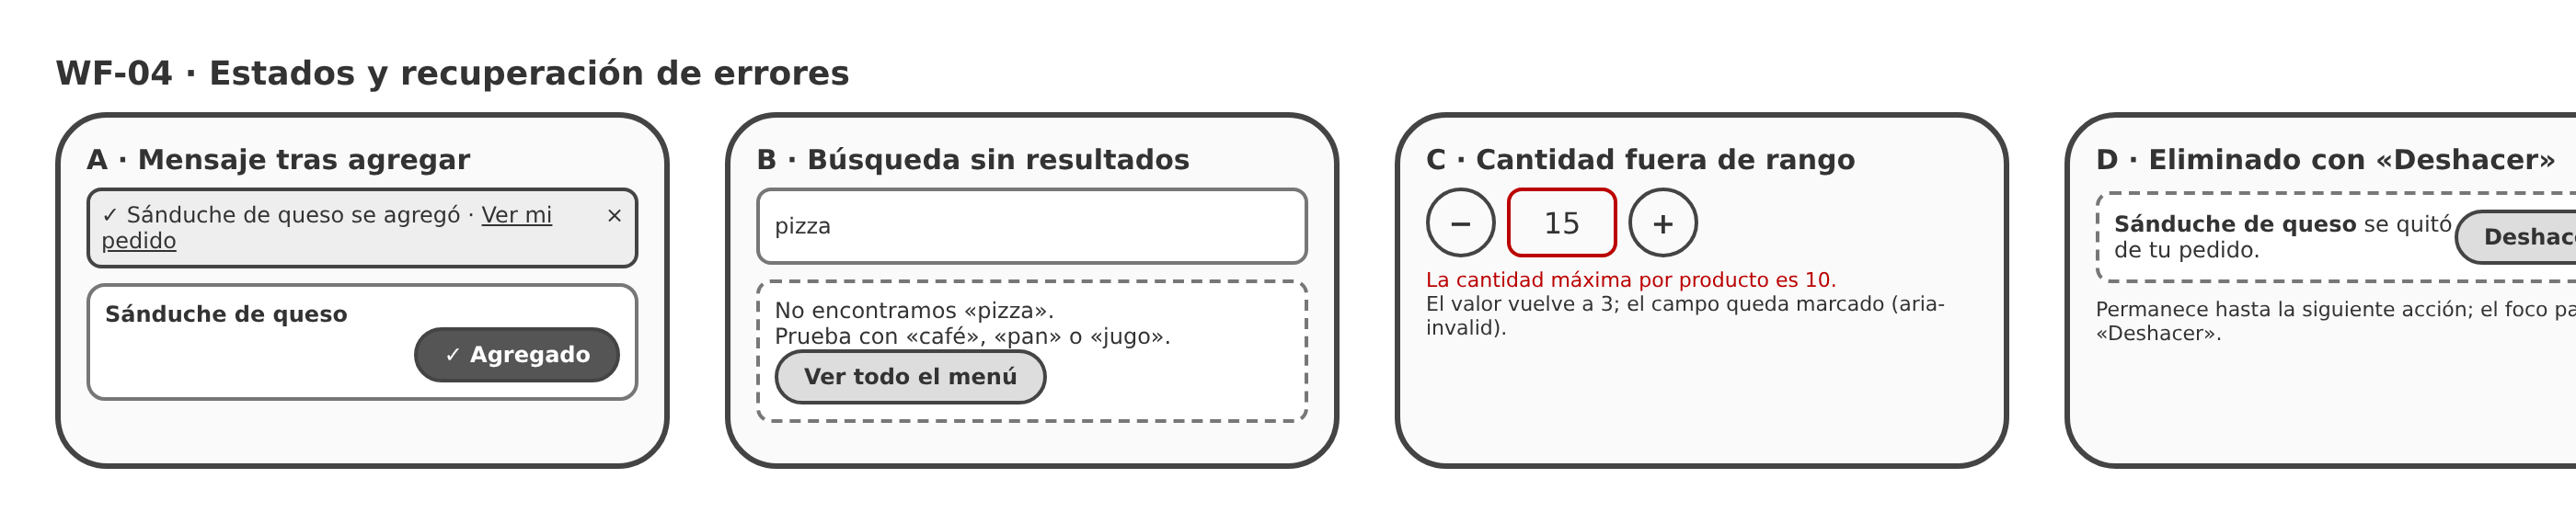 WF-04 · Estados y recuperación de errores
A · Mensaje tras agregar
✓ Sánduche de queso se agregó · Ver mi
pedido
×
Sánduche de queso
✓ Agregado
B · Búsqueda sin resultados
pizza
No encontramos «pizza».
Prueba con «café», «pan» o «jugo».
Ver todo el menú
C · Cantidad fuera de rango
− 15 +
La cantidad máxima por producto es 10.
El valor vuelve a 3; el campo queda marcado (aria-
invalid).
D · Eliminado con «Deshacer»
Sánduche de queso se quitó
de tu pedido.
Permanece hasta la siguiente acción; el foco
«Deshacer».